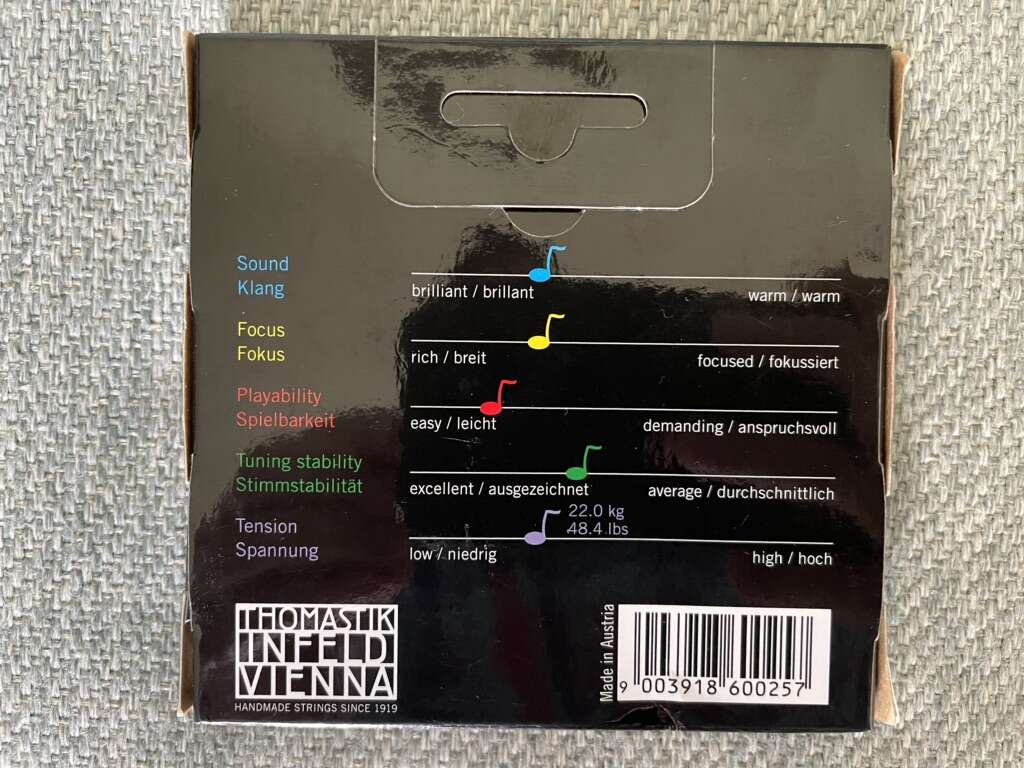 Sound
Klang
brilliant / brillant
warm / warm
Focus
Fokus
rich / breit
focused / fokussiert
Playability
Spielbarkeit
easy / leicht
demanding / anspruchsvoll
Tuning stability
Stimmstabilität
excellent / ausgezeichnet
average / durchschnittlich
Tension
Spannung
22.0 kg
48.4 lbs
low / niedrig
high / hoch
THOMASTIK
INFELD
VIENNA
HANDMADE STRINGS SINCE 1919
Made in Austria
9 003918 600257